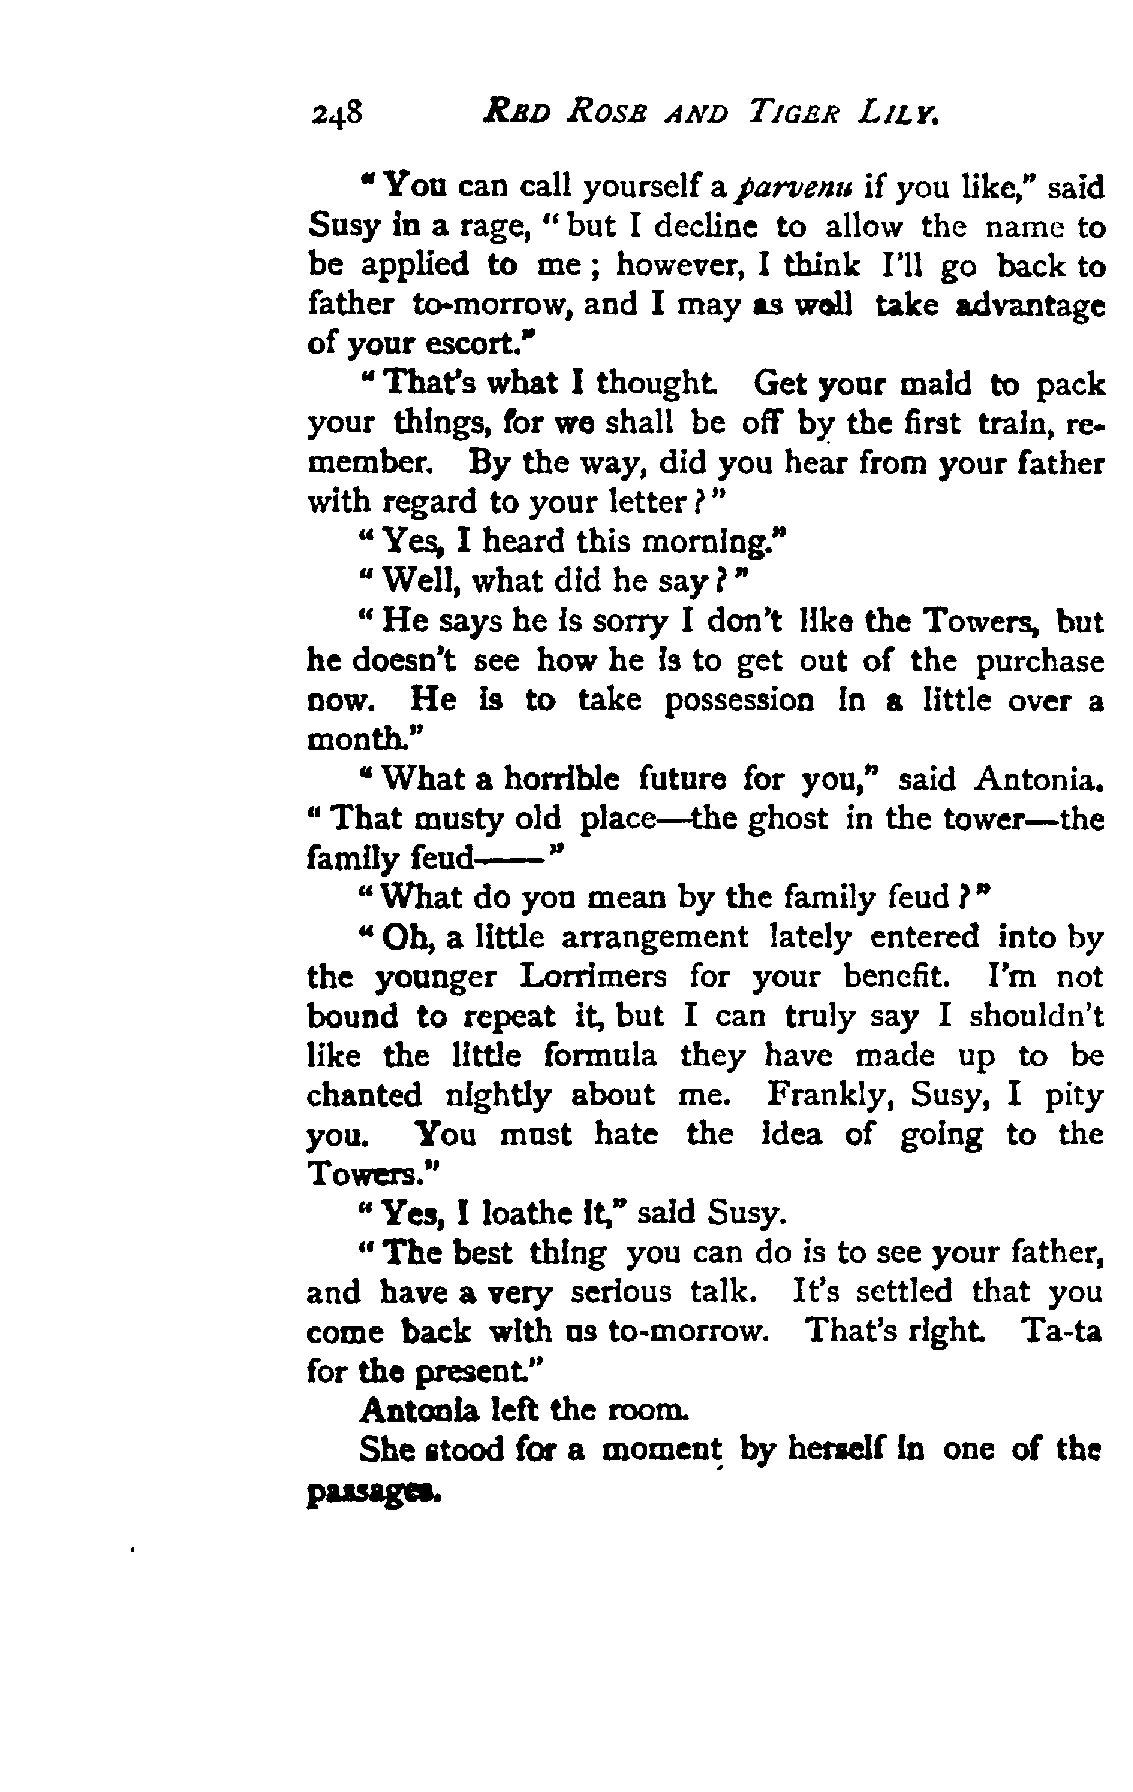 248 RED ROSE AND TIGER LILY.
"You can call yourself a parvenu if you like," said
Susy in a rage, "but I decline to allow the name to
be applied to me; however, I think I'll go back to
father to-morrow, and I may as well take advantage
of your escort."
"That's what I thought. Get your maid to pack
your things, for we shall be off by the first train, re-
member. By the way, did you hear from your father
with regard to your letter?"
"Yes, I heard this morning."
"Well, what did he say?"
"He says he is sorry I don't like the Towers, but
he doesn't see how he is to get out of the purchase
now. He is to take possession in a little over a
month."
"What a horrible future for you," said Antonia.
"That musty old place—the ghost in the tower—the
family feud——"
"What do you mean by the family feud?"
"Oh, a little arrangement lately entered into by
the younger Lorrimers for your benefit. I'm not
bound to repeat it, but I can truly say I shouldn't
like the little formula they have made up to be
chanted nightly about me. Frankly, Susy, I pity
you. You must hate the idea of going to the
Towers."
"Yes, I loathe it," said Susy.
"The best thing you can do is to see your father,
and have a very serious talk. It's settled that you
come back with us to-morrow. That's right. Ta-ta
for the present."
Antonia left the room.
She stood for a moment by herself in one of the
passages.